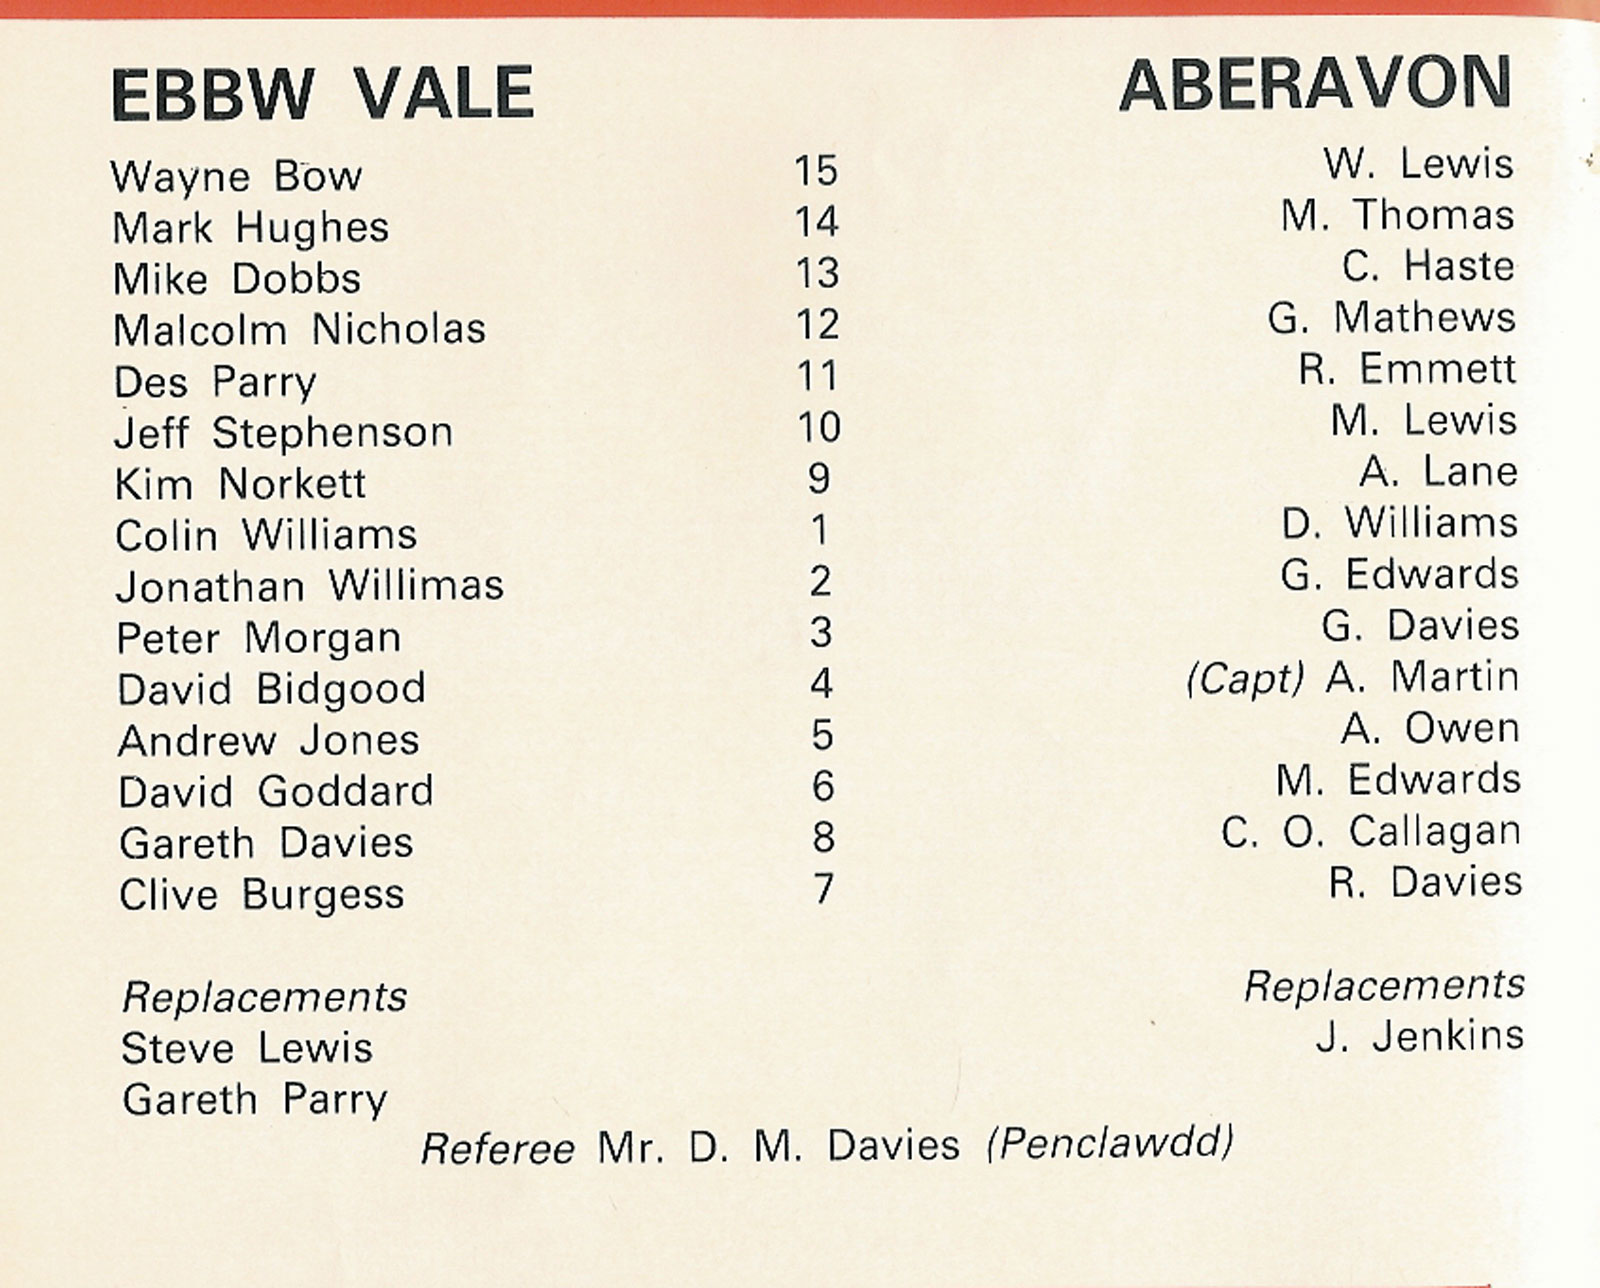 EBBW VALE ABERAVON
Wayne Bow 15 W. Lewis
Mark Hughes 14 M. Thomas
Mike Dobbs 13 C. Haste
Malcolm Nicholas 12 G. Mathews
Des Parry 11 R. Emmett
Jeff Stephenson 10 M. Lewis
Kim Norkett 9 A. Lane
Colin Williams 1 D. Williams
Jonathan Willimas 2 G. Edwards
Peter Morgan 3 G. Davies
David Bidgood 4 (Capt) A. Martin
Andrew Jones 5 A. Owen
David Goddard 6 M. Edwards
Gareth Davies 8 C. O. Callagan
Clive Burgess 7 R. Davies
Replacements Replacements
Steve Lewis J. Jenkins
Gareth Parry
Referee Mr. D. M. Davies (Penclawdd)